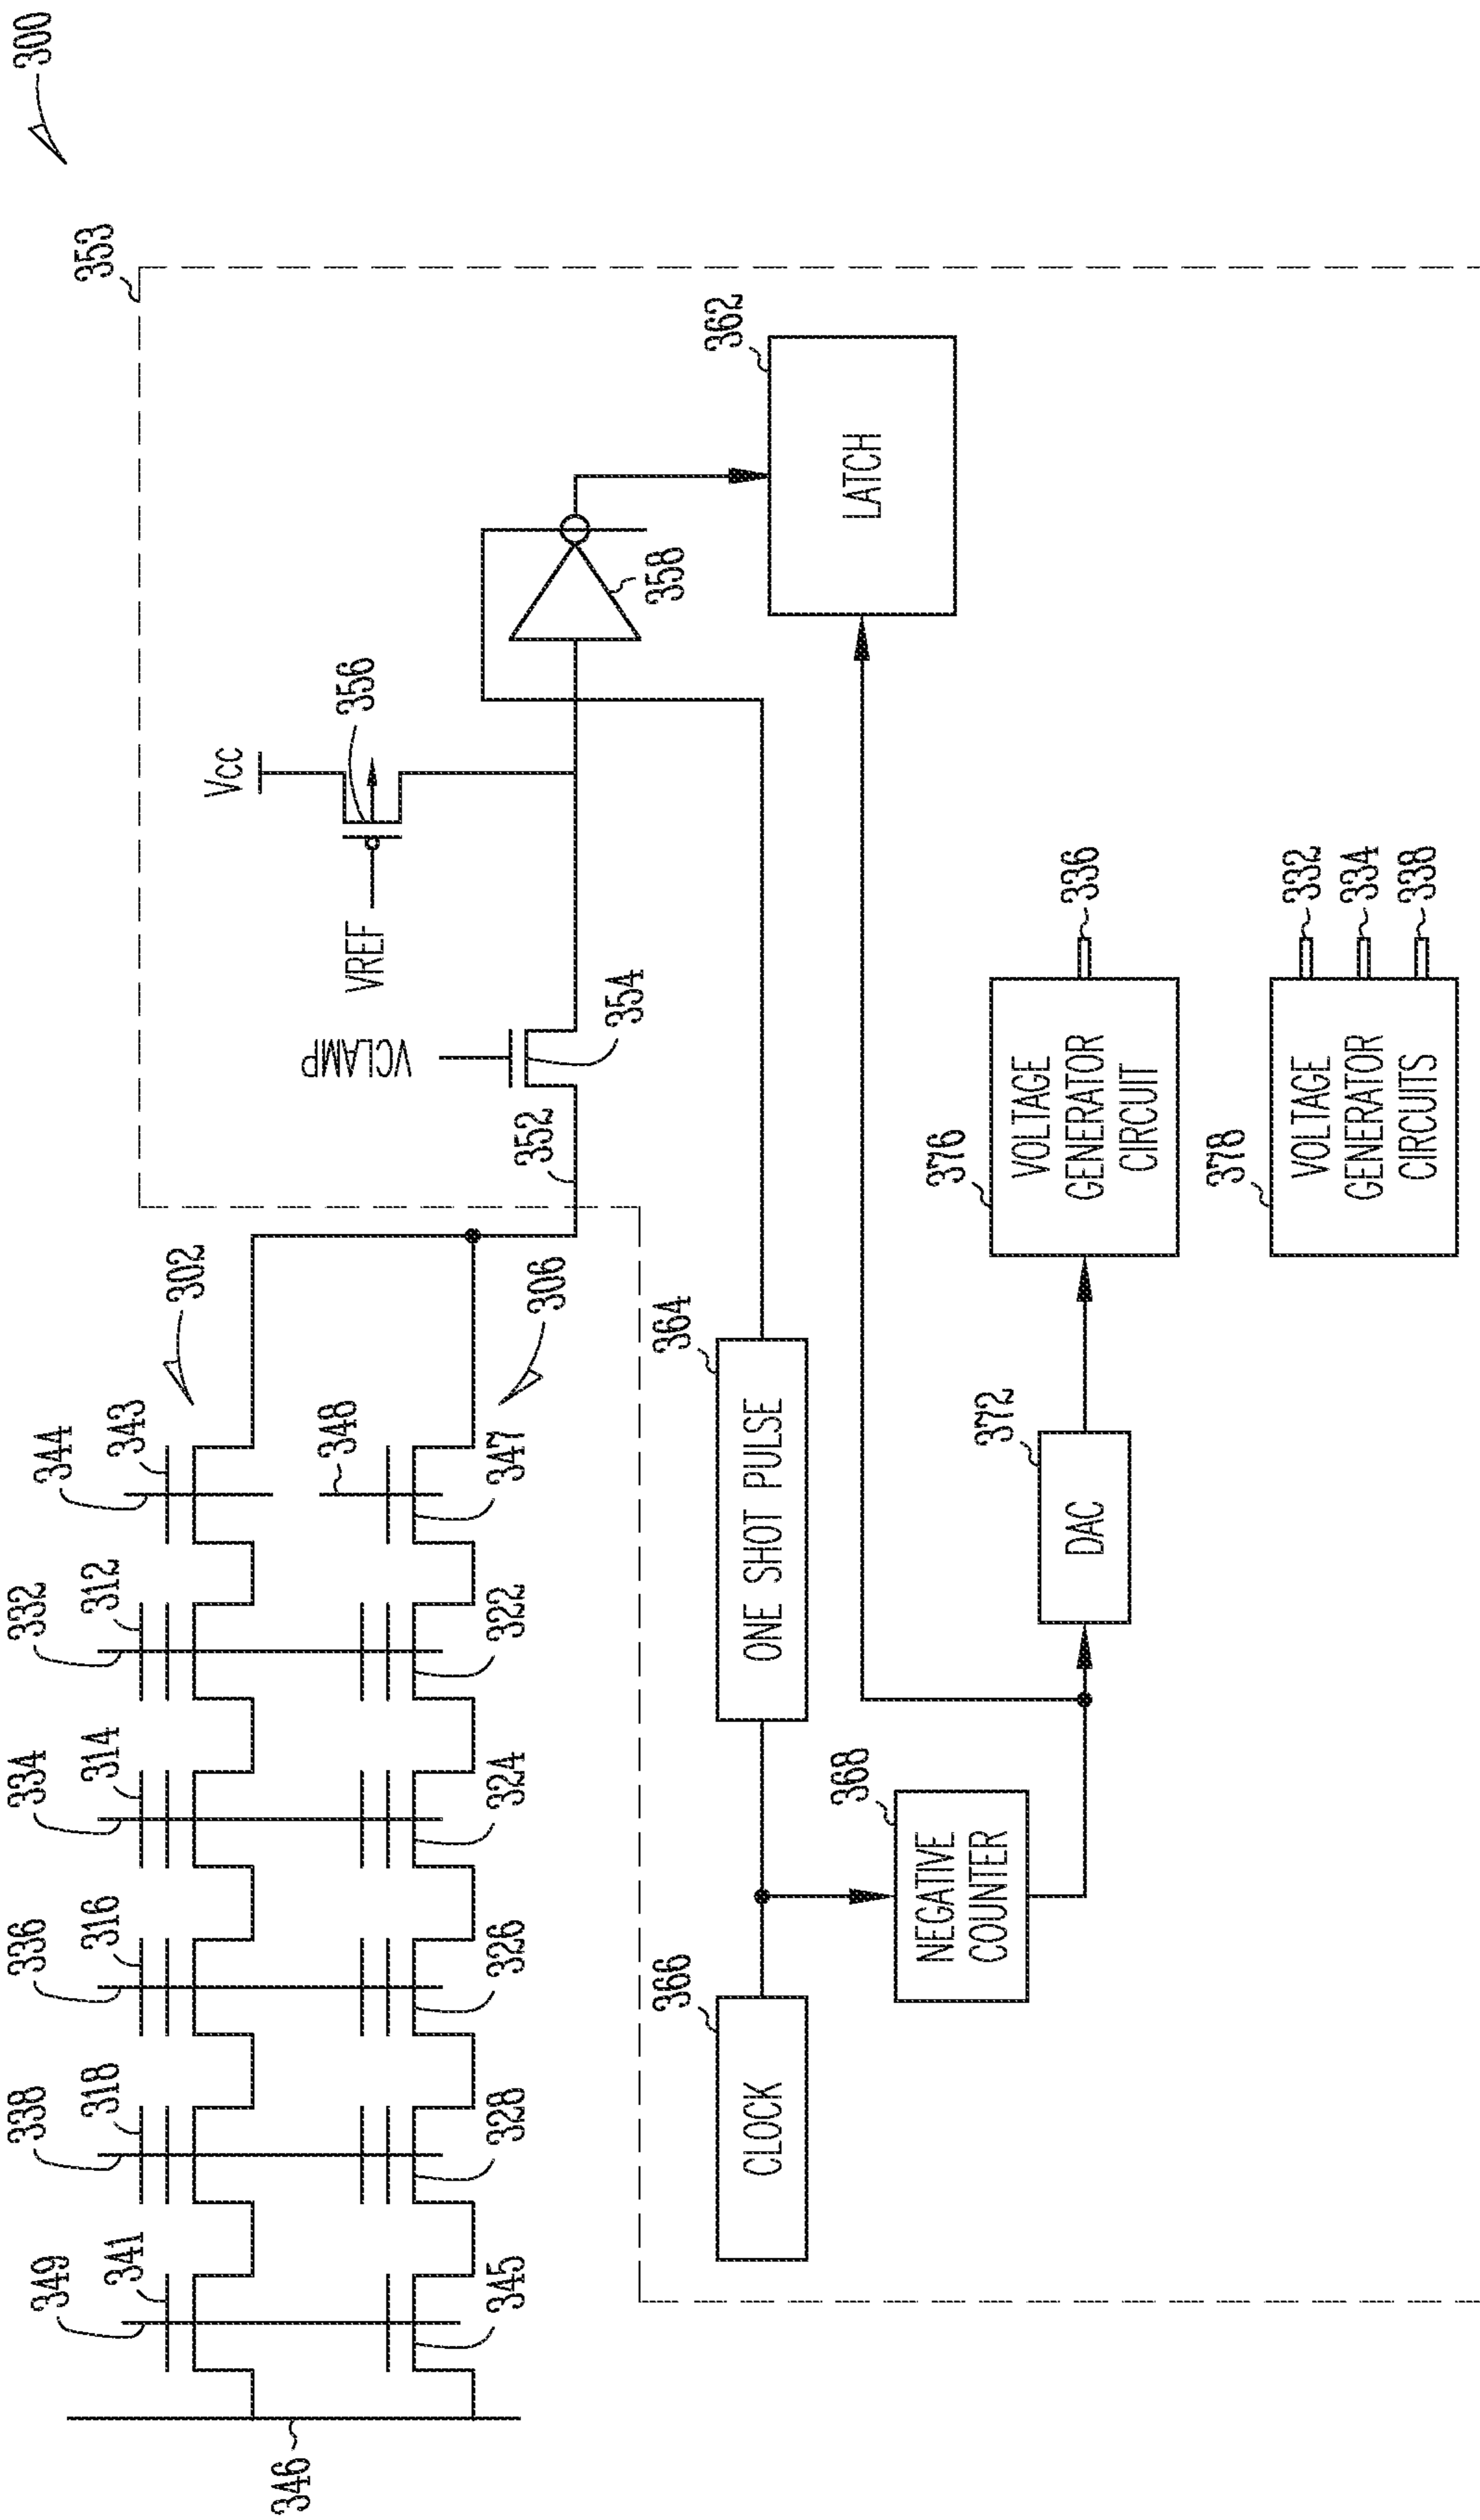 300
353
302
344
343
332
312
334
314
336
316
338
318
349
341
346
348
347
322
324
326
328
345
306
352
VCLAMP
354
VREF
Vcc
356
358
362
LATCH
364
ONE SHOT PULSE
366
CLOCK
368
NEGATIVE
COUNTER
372
DAC
376
VOLTAGE
GENERATOR
CIRCUIT
336
378
VOLTAGE
GENERATOR
CIRCUITS
332
334
338